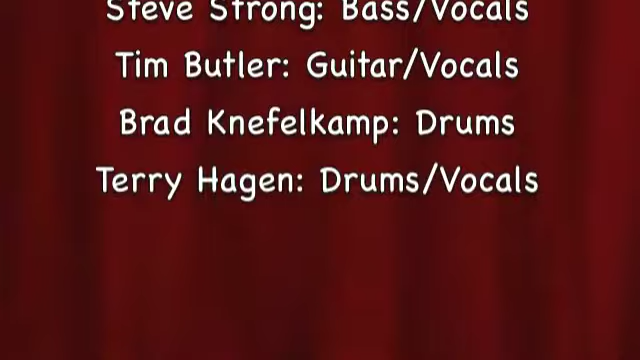 Steve Strong: Bass/Vocals
Tim Butler: Guitar/Vocals
Brad Knefelkamp: Drums
Terry Hagen: Drums/Vocals